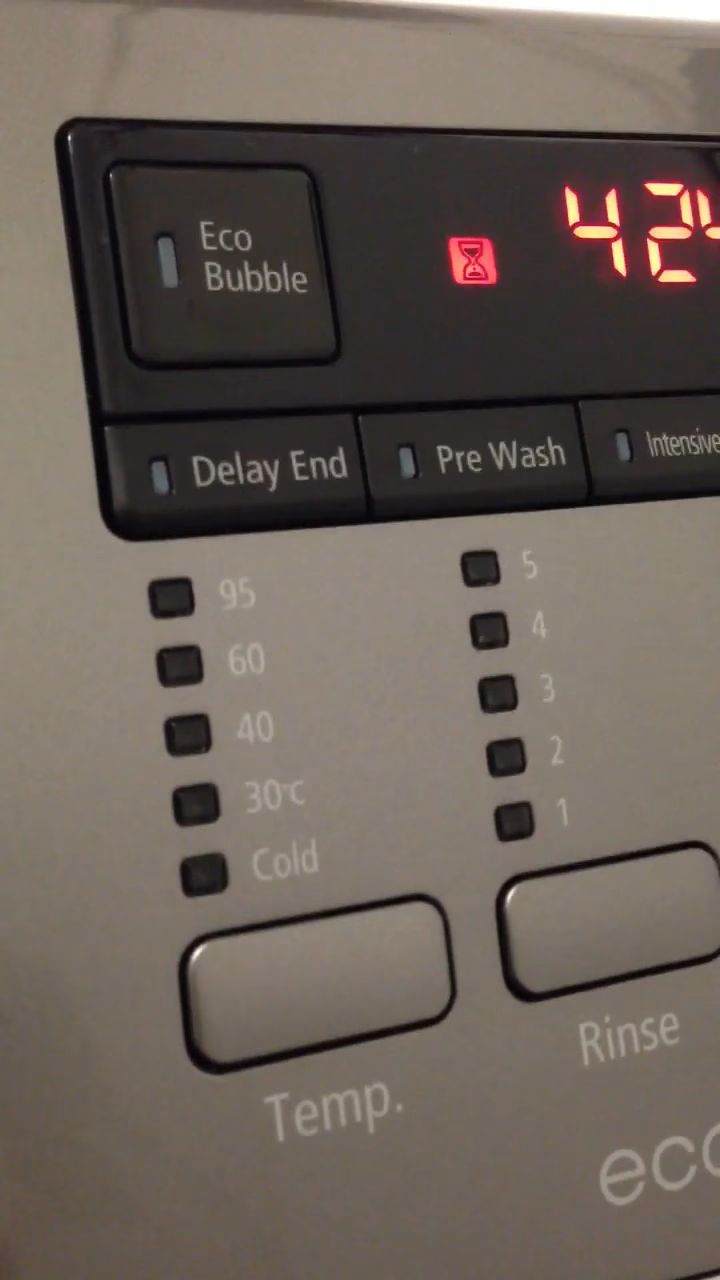 Eco
Bubble
424
Delay End
Pre Wash
Intensive
95
60
40
30℃
Cold
5
4
3
2
1
Temp.
Rinse
eco